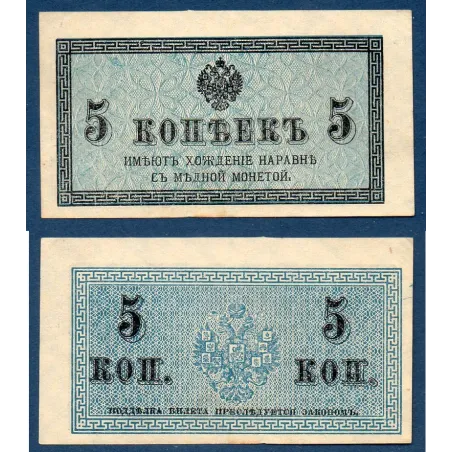 5 КОПѢЕКЪ 5
ИМѢЮТЪ ХОЖДЕНІЕ НАРАВНѢ
СЪ МѢДНОЙ МОНЕТОЙ.
5 5
КОП. КОП.
ПОДДѢЛКА БИЛЕТА ПРЕСЛѢДУЕТСЯ ЗАКОНОМЪ.